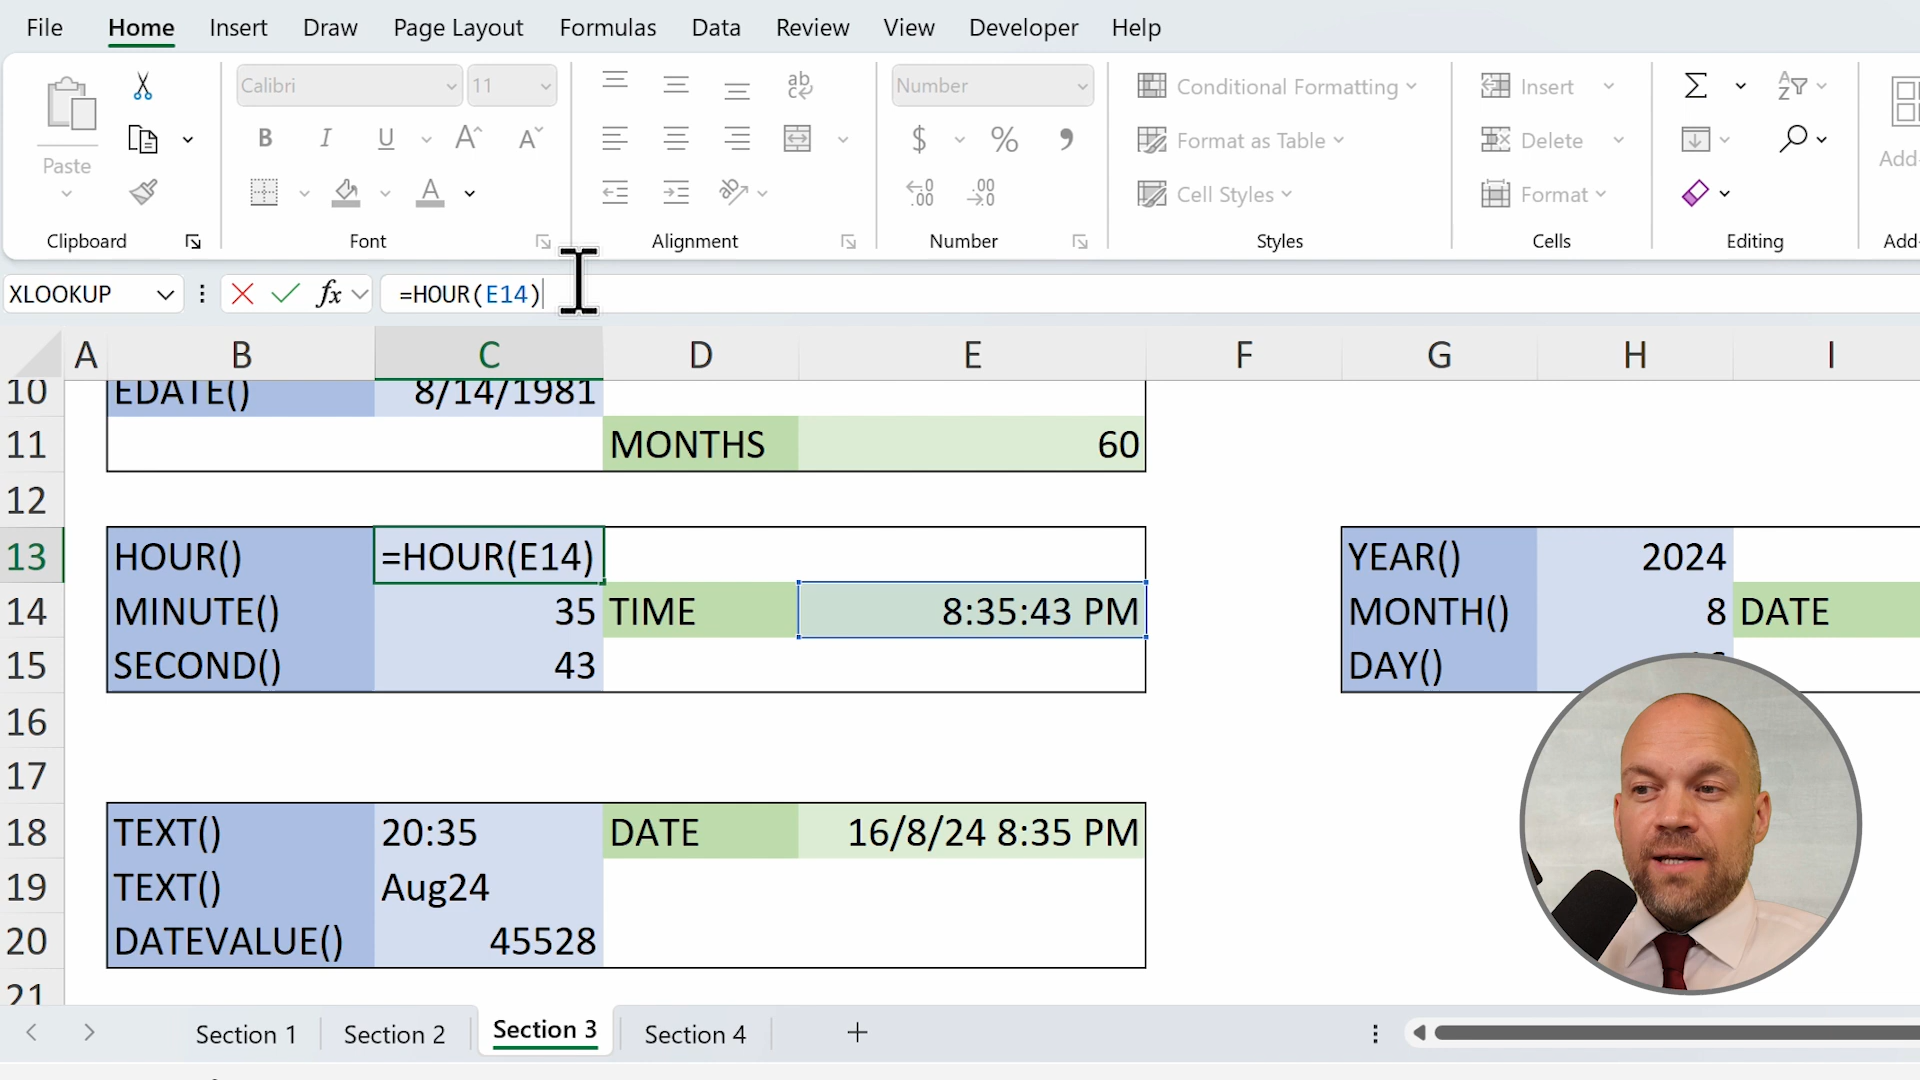 File Home Insert Draw Page Layout Formulas Data Review View Developer Help
Calibri 11 ab Number Conditional Formatting Insert
Paste B I U A A $ % Format as Table Delete
A Cell Styles Format
Clipboard Font Alignment Number Styles Cells Editing
XLOOKUP fx =HOUR(E14)
A B C D E F G H I
10 EDATE() 8/14/1981
11 MONTHS 60
12
13 HOUR() =HOUR(E14) YEAR() 2024
14 MINUTE() 35 TIME 8:35:43 PM MONTH() 8 DATE
15 SECOND() 43 DAY()
16
17
18 TEXT() 20:35 DATE 16/8/24 8:35 PM
19 TEXT() Aug24
20 DATEVALUE() 45528
21
Section 1 Section 2 Section 3 Section 4